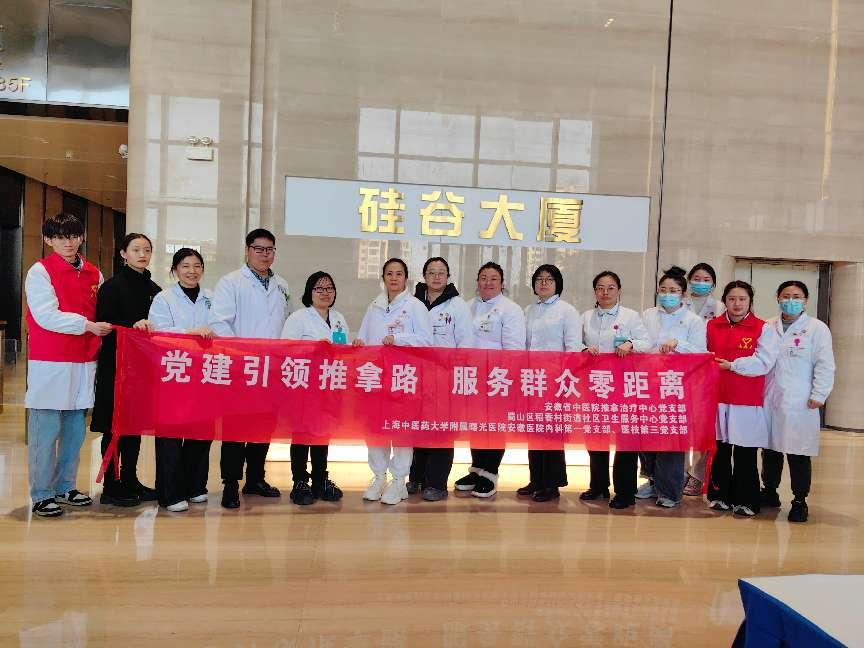 35F
硅谷大厦
党建引领推拿路 服务群众零距离
安徽省中医院推拿治疗中心党支部
蜀山区稻香村街道社区卫生服务中心党支部
上海中医药大学附属曙光医院安徽医院内科第一党支部、医技第三党支部